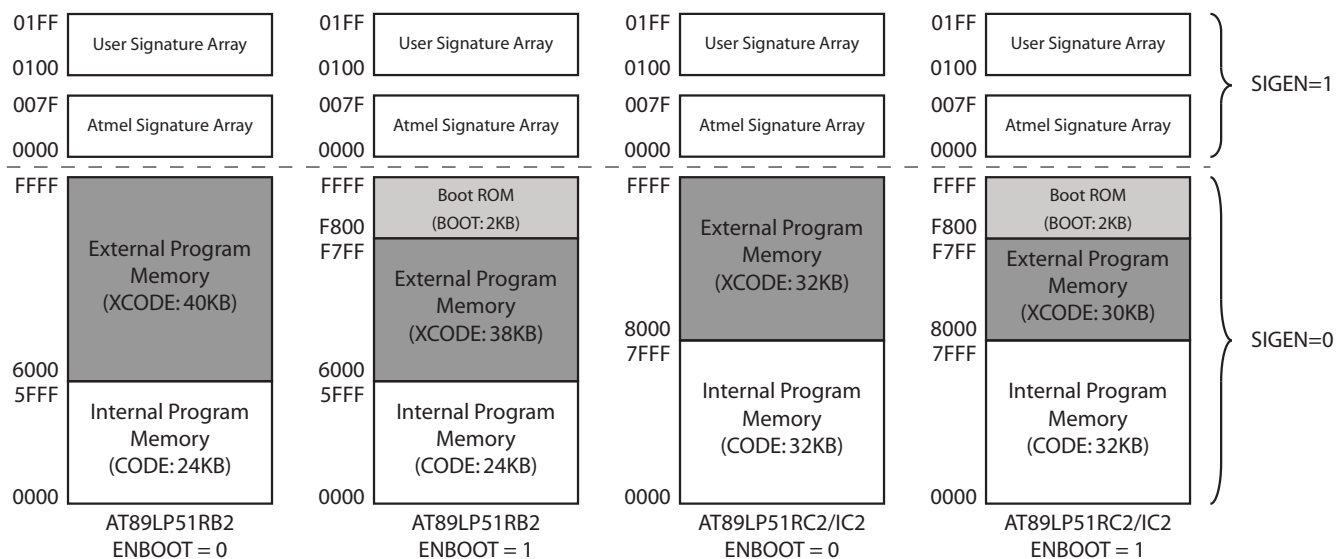 01FF
User Signature Array
0100
007F
Atmel Signature Array
0000
FFFF
External Program
Memory
(XCODE: 40KB)
6000
5FFF
Internal Program
Memory
(CODE: 24KB)
0000
AT89LP51RB2
ENBOOT = 0
01FF
User Signature Array
0100
007F
Atmel Signature Array
0000
FFFF
Boot ROM
(BOOT: 2KB)
F800
F7FF
External Program
Memory
(XCODE: 38KB)
6000
5FFF
Internal Program
Memory
(CODE: 24KB)
0000
AT89LP51RB2
ENBOOT = 1
01FF
User Signature Array
0100
007F
Atmel Signature Array
0000
FFFF
External Program
Memory
(XCODE: 32KB)
8000
7FFF
Internal Program
Memory
(CODE: 32KB)
0000
AT89LP51RC2/IC2
ENBOOT = 0
01FF
User Signature Array
0100
007F
Atmel Signature Array
0000
FFFF
Boot ROM
(BOOT: 2KB)
F800
F7FF
External Program
Memory
(XCODE: 30KB)
8000
7FFF
Internal Program
Memory
(CODE: 32KB)
0000
AT89LP51RC2/IC2
ENBOOT = 1
SIGEN=1
SIGEN=0